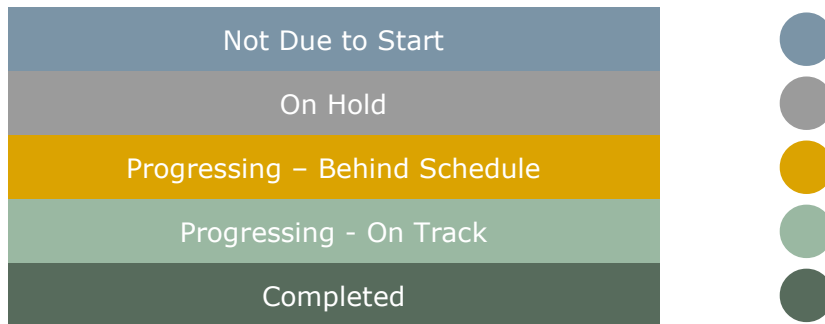 Not Due to Start
On Hold
Progressing – Behind Schedule
Progressing - On Track
Completed